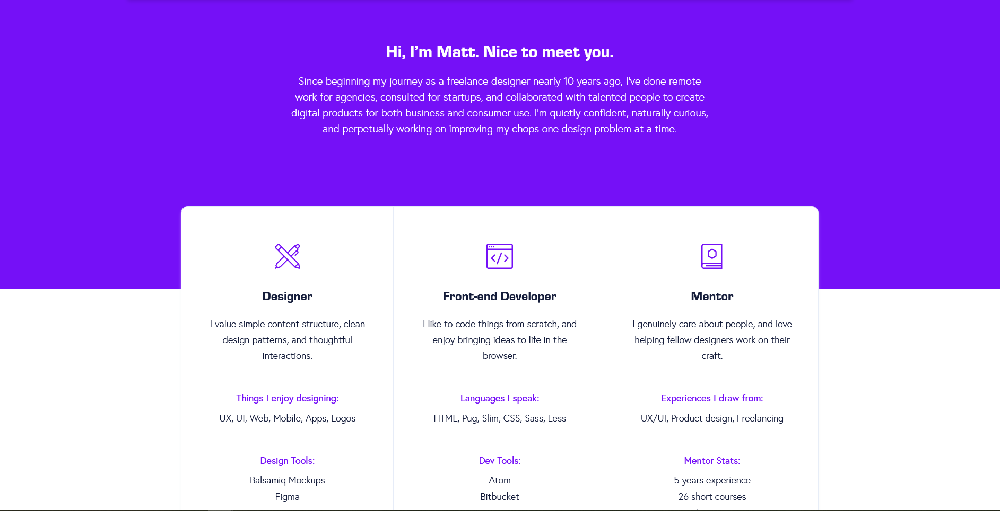 Hi, I’m Matt. Nice to meet you.
Since beginning my journey as a freelance designer nearly 10 years ago, I've done remote
work for agencies, consulted for startups, and collaborated with talented people to create
digital products for both business and consumer use. I'm quietly confident, naturally curious,
and perpetually working on improving my chops one design problem at a time.
Designer
I value simple content structure, clean
design patterns, and thoughtful
interactions.
Things I enjoy designing:
UX, UI, Web, Mobile, Apps, Logos
Design Tools:
Balsamiq Mockups
Figma
Front-end Developer
I like to code things from scratch, and
enjoy bringing ideas to life in the
browser.
Languages I speak:
HTML, Pug, Slim, CSS, Sass, Less
Dev Tools:
Atom
Bitbucket
Mentor
I genuinely care about people, and love
helping fellow designers work on their
craft.
Experiences I draw from:
UX/UI, Product design, Freelancing
Mentor Stats:
5 years experience
26 short courses